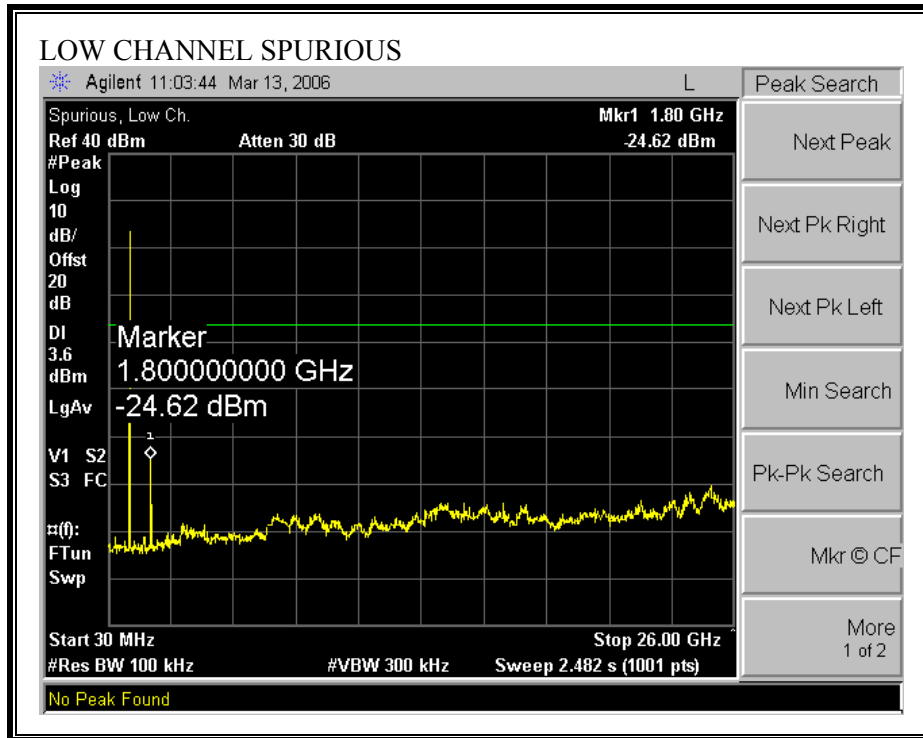 LOW CHANNEL SPURIOUS
Agilent 11:03:44 Mar 13, 2006 L
Peak Search
Spurious, Low Ch. Mkr1 1.80 GHz
Ref 40 dBm Atten 30 dB -24.62 dBm
#Peak
Log
10
dB/
Offst
20
dB
DI
3.6
dBm
LgAv
V1 S2
S3 FC
¤(f):
FTun
Swp
Marker
1.800000000 GHz
-24.62 dBm
1
Start 30 MHz Stop 26.00 GHz ^
#Res BW 100 kHz #VBW 300 kHz Sweep 2.482 s (1001 pts)
No Peak Found
Next Peak
Next Pk Right
Next Pk Left
Min Search
Pk-Pk Search
Mkr © CF
More
1 of 2